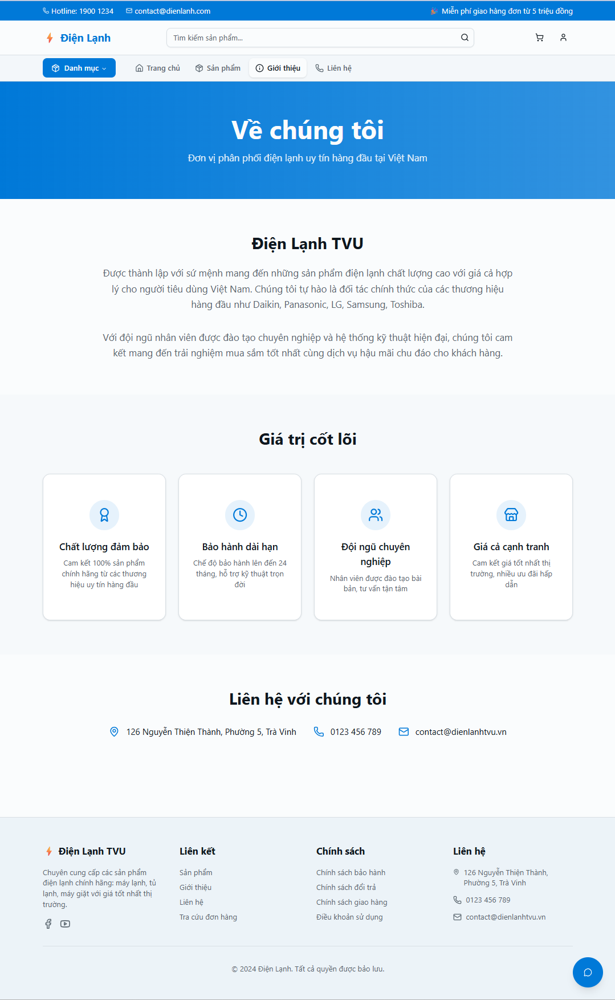 Hotline: 1900 1234
contact@dienlanh.com
🎉 Miễn phí giao hàng đơn từ 5 triệu đồng
Điện Lạnh
Tìm kiếm sản phẩm...
Danh mục
Trang chủ
Sản phẩm
Giới thiệu
Liên hệ
Về chúng tôi
Đơn vị phân phối điện lạnh uy tín hàng đầu tại Việt Nam
Điện Lạnh TVU
Được thành lập với sứ mệnh mang đến những sản phẩm điện lạnh chất lượng cao với giá cả hợp
lý cho người tiêu dùng Việt Nam. Chúng tôi tự hào là đối tác chính thức của các thương hiệu
hàng đầu như Daikin, Panasonic, LG, Samsung, Toshiba.
Với đội ngũ nhân viên được đào tạo chuyên nghiệp và hệ thống kỹ thuật hiện đại, chúng tôi cam
kết mang đến trải nghiệm mua sắm tốt nhất cùng dịch vụ hậu mãi chu đáo cho khách hàng.
Giá trị cốt lõi
Chất lượng đảm bảo
Cam kết 100% sản phẩm
chính hãng từ các thương
hiệu uy tín hàng đầu
Bảo hành dài hạn
Chế độ bảo hành lên đến 24
tháng, hỗ trợ kỹ thuật trọn
đời
Đội ngũ chuyên
nghiệp
Nhân viên được đào tạo bài
bản, tư vấn tận tâm
Giá cả cạnh tranh
Cam kết giá tốt nhất thị
trường, nhiều ưu đãi hấp
dẫn
Liên hệ với chúng tôi
126 Nguyễn Thiện Thành, Phường 5, Trà Vinh
0123 456 789
contact@dienlanhtvu.vn
Điện Lạnh TVU
Chuyên cung cấp các sản phẩm
điện lạnh chính hãng: máy lạnh, tủ
lạnh, máy giặt với giá tốt nhất thị
trường.
Liên kết
Sản phẩm
Giới thiệu
Liên hệ
Tra cứu đơn hàng
Chính sách
Chính sách bảo hành
Chính sách đổi trả
Chính sách giao hàng
Điều khoản sử dụng
Liên hệ
126 Nguyễn Thiện Thành,
Phường 5, Trà Vinh
0123 456 789
contact@dienlanhtvu.vn
© 2024 Điện Lạnh. Tất cả quyền được bảo lưu.